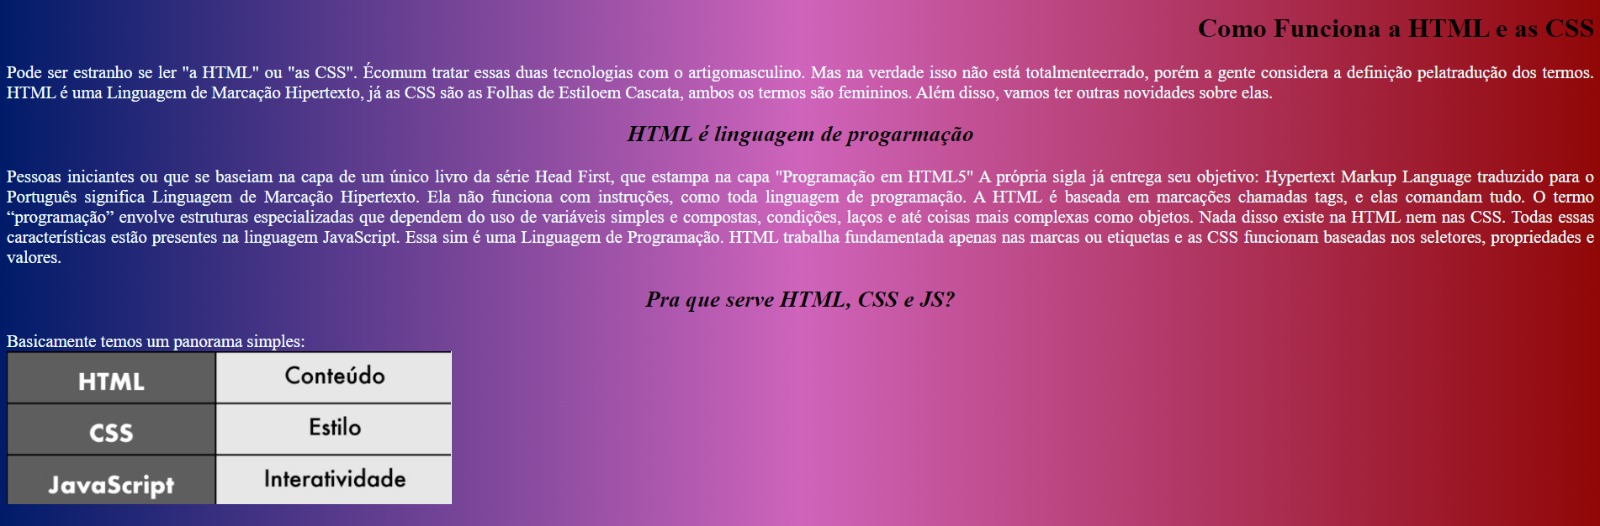 Como Funciona a HTML e as CSS
Pode ser estranho se ler "a HTML" ou "as CSS". Écomum tratar essas duas tecnologias com o artigomasculino. Mas na verdade isso não está totalmenteerrado, porém a gente considera a definição pelatradução dos termos.
HTML é uma Linguagem de Marcação Hipertexto, já as CSS são as Folhas de Estiloem Cascata, ambos os termos são femininos. Além disso, vamos ter outras novidades sobre elas.
HTML é linguagem de progarmação
Pessoas iniciantes ou que se baseiam na capa de um único livro da série Head First, que estampa na capa "Programação em HTML5" A própria sigla já entrega seu objetivo: Hypertext Markup Language traduzido para o
Português significa Linguagem de Marcação Hipertexto. Ela não funciona com instruções, como toda linguagem de programação. A HTML é baseada em marcações chamadas tags, e elas comandam tudo. O termo
“programação” envolve estruturas especializadas que dependem do uso de variáveis simples e compostas, condições, laços e até coisas mais complexas como objetos. Nada disso existe na HTML nem nas CSS. Todas essas
características estão presentes na linguagem JavaScript. Essa sim é uma Linguagem de Programação. HTML trabalha fundamentada apenas nas marcas ou etiquetas e as CSS funcionam baseadas nos seletores, propriedades e
valores.
Pra que serve HTML, CSS e JS?
Basicamente temos um panorama simples:
HTML Conteúdo
CSS Estilo
JavaScript Interatividade